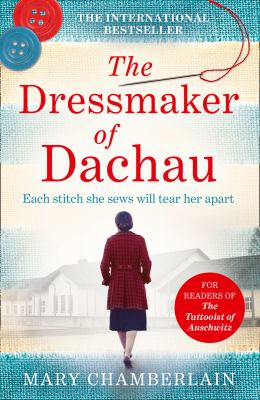 THE INTERNATIONAL
BESTSELLER
The
Dressmaker
of
Dachau
Each stitch she sews will tear her apart
FOR
READERS OF
The
Tattooist of
Auschwitz
MARY CHAMBERLAIN